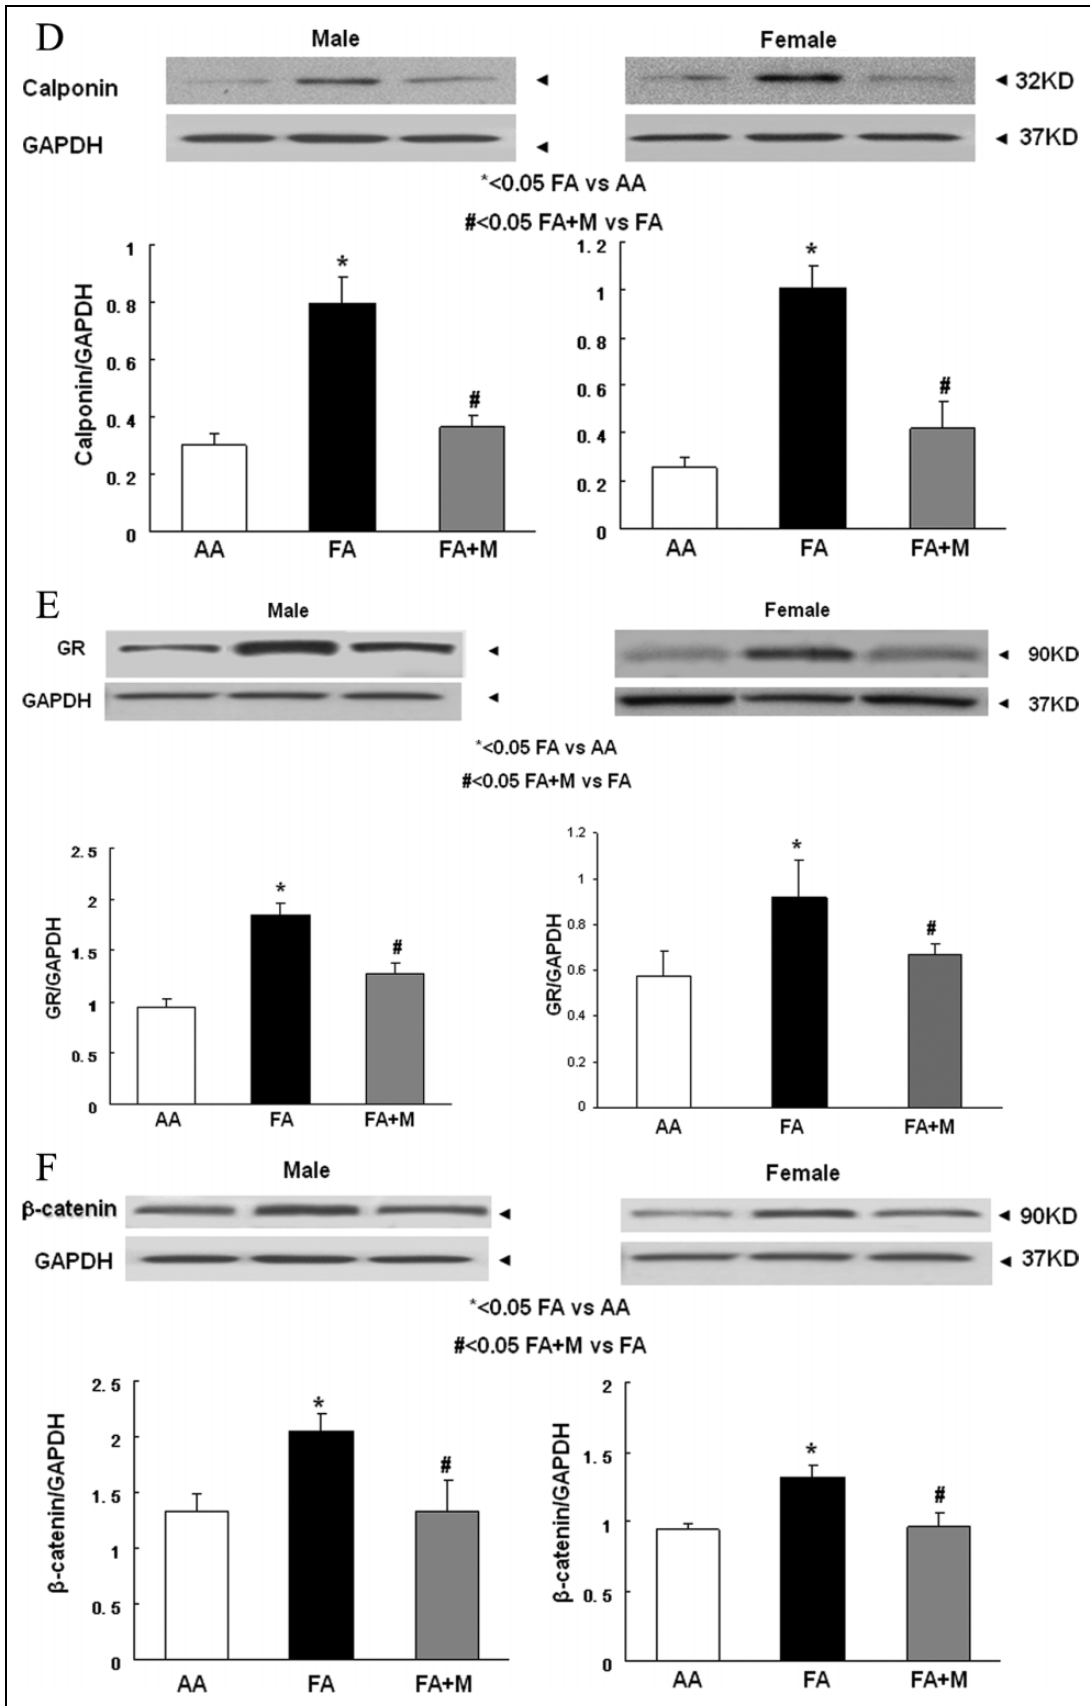 D
Male
Female
Calponin
32KD
GAPDH
37KD
*<0.05 FA vs AA
#<0.05 FA+M vs FA
Calponin/GAPDH
1
0.8
0.6
0.4
0.2
0
*
#
AA FA FA+M
1.2
1
0.8
0.6
0.4
0.2
0
*
#
AA FA FA+M
E
Male
Female
GR
90KD
GAPDH
37KD
*<0.05 FA vs AA
#<0.05 FA+M vs FA
GR/GAPDH
2.5
2
1.5
1
0.5
0
*
#
AA FA FA+M
GR/GAPDH
1.2
1
0.8
0.6
0.4
0.2
0
*
#
AA FA FA+M
F
Male
Female
β-catenin
90KD
GAPDH
37KD
*<0.05 FA vs AA
#<0.05 FA+M vs FA
β-catenin/GAPDH
2.5
2
1.5
1
0.5
0
*
#
AA FA FA+M
β-catenin/GAPDH
2
1.5
1
0.5
0
*
#
AA FA FA+M